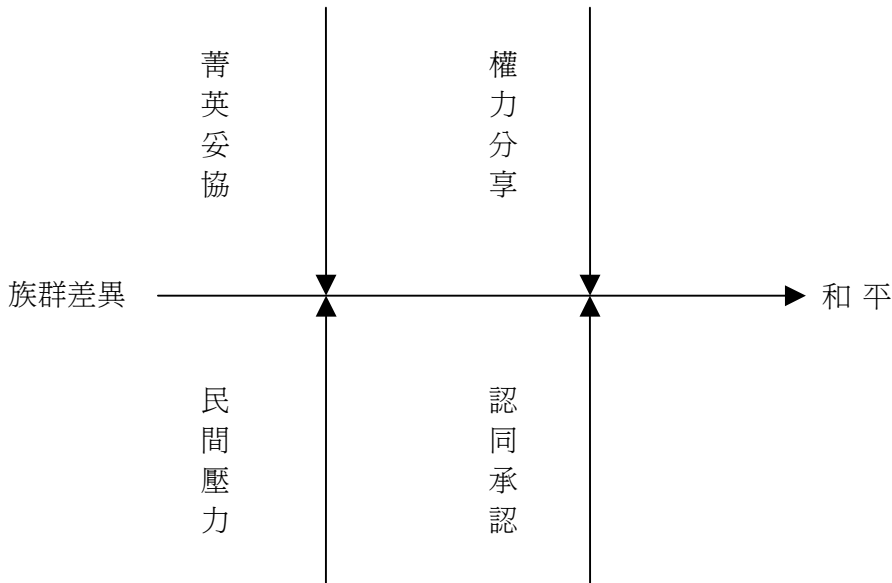 菁英妥協
權力分享
族群差異
和平
民間壓力
認同承認